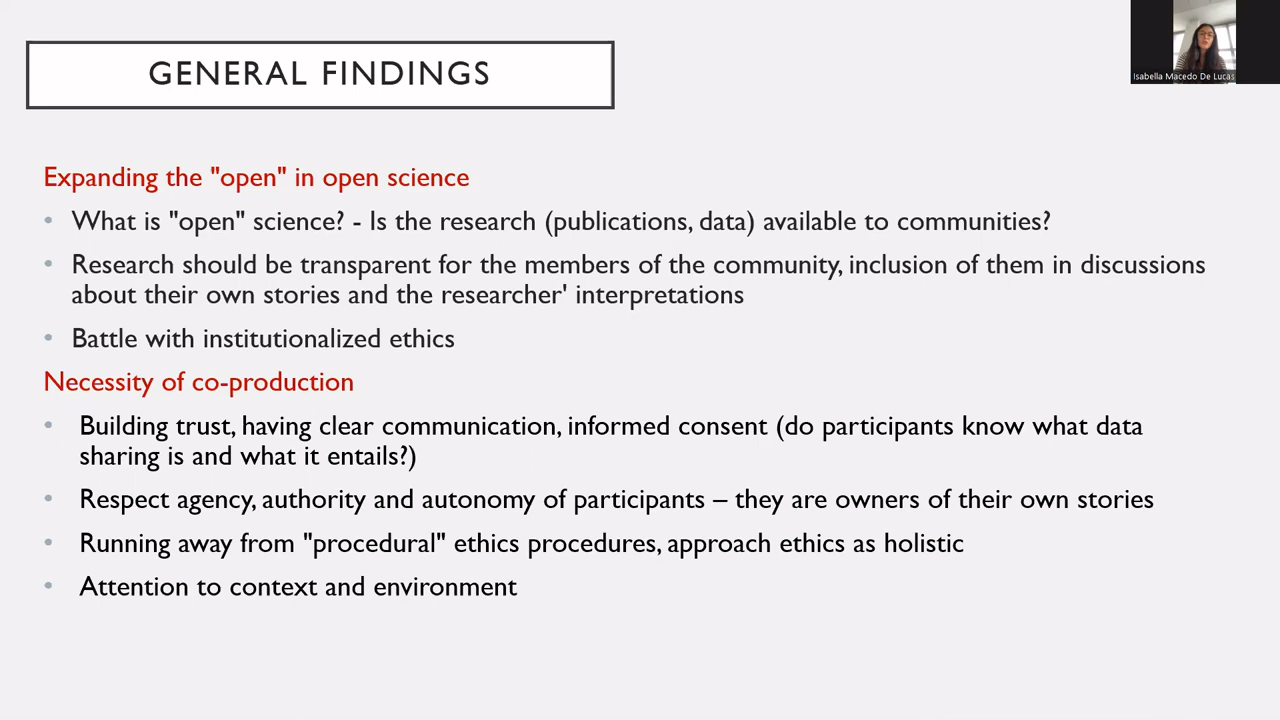 GENERAL FINDINGS
Isabella Macedo De Lucas
Expanding the "open" in open science
• What is "open" science? - Is the research (publications, data) available to communities?
• Research should be transparent for the members of the community, inclusion of them in discussions
about their own stories and the researcher' interpretations
• Battle with institutionalized ethics
Necessity of co-production
• Building trust, having clear communication, informed consent (do participants know what data
sharing is and what it entails?)
• Respect agency, authority and autonomy of participants – they are owners of their own stories
• Running away from "procedural" ethics procedures, approach ethics as holistic
• Attention to context and environment